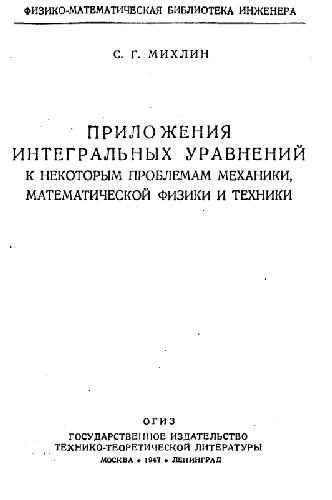 ФИЗИКО-МАТЕМАТИЧЕСКАЯ БИБЛИОТЕКА ИНЖЕНЕРА
С. Г. МИХЛИН
ПРИЛОЖЕНИЯ
ИНТЕГРАЛЬНЫХ УРАВНЕНИЙ
К НЕКОТОРЫМ ПРОБЛЕМАМ МЕХАНИКИ,
МАТЕМАТИЧЕСКОЙ ФИЗИКИ И ТЕХНИКИ
ОГИЗ
ГОСУДАРСТВЕННОЕ ИЗДАТЕЛЬСТВО
ТЕХНИКО-ТЕОРЕТИЧЕСКОЙ ЛИТЕРАТУРЫ
МОСКВА • 1947 • ЛЕНИНГРАД